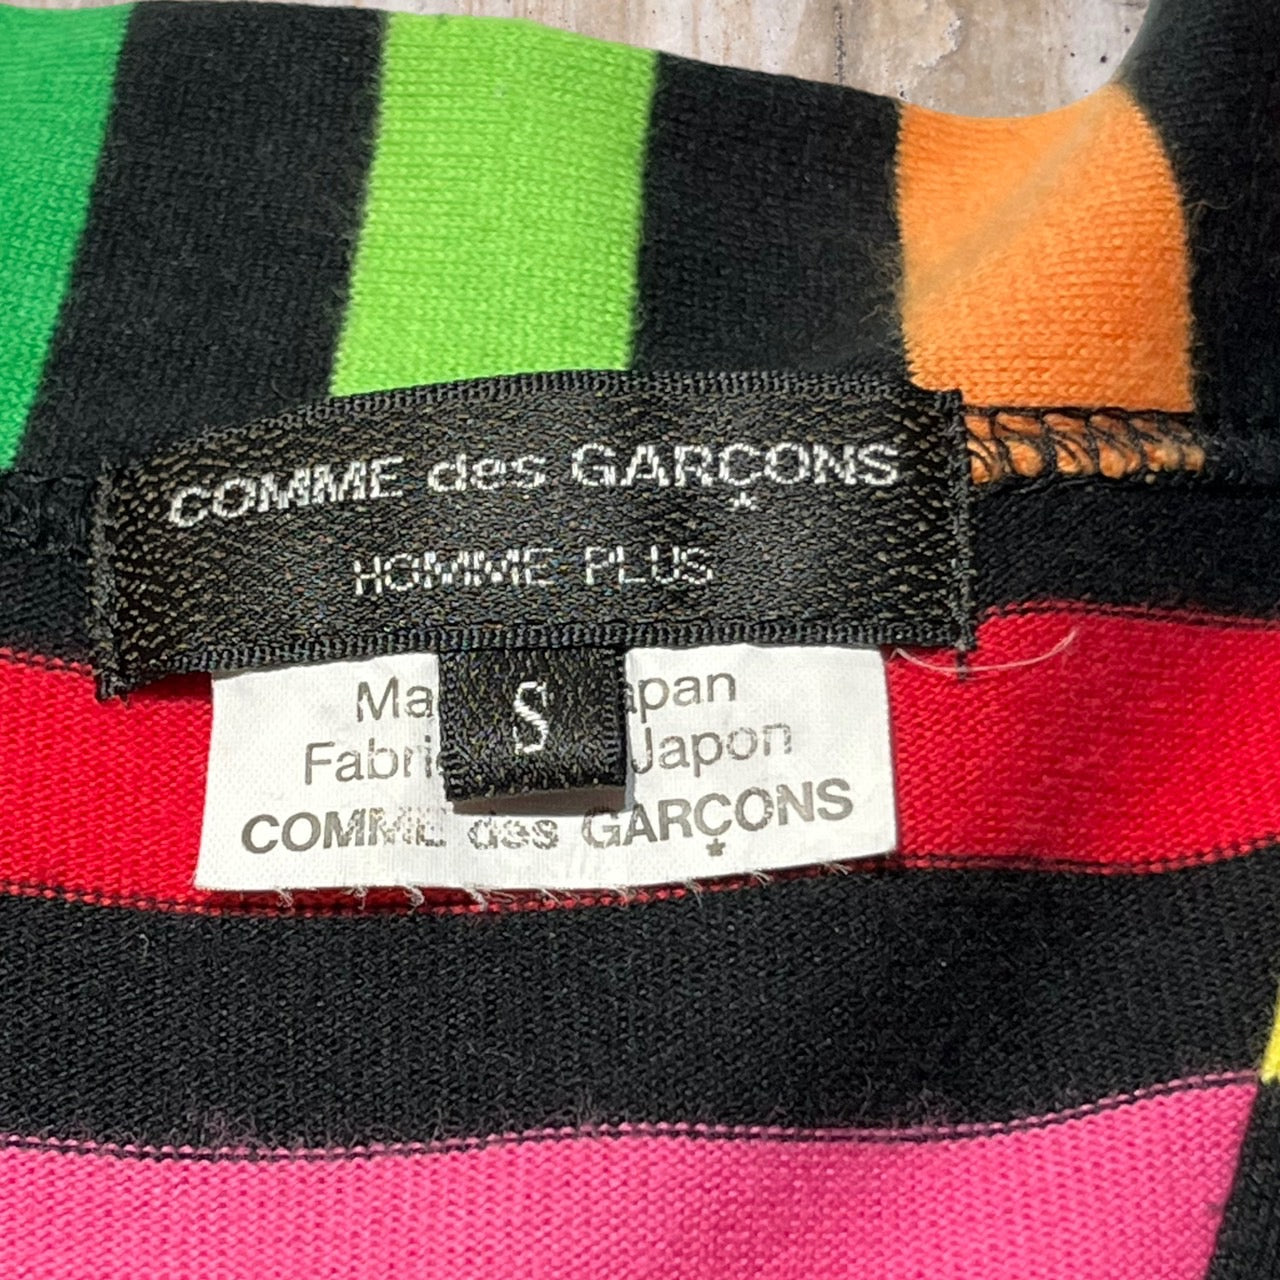 COMME des GARÇONS
HOMME PLUS
S
Ma apan
Fabri Japon
COMME des GARÇONS